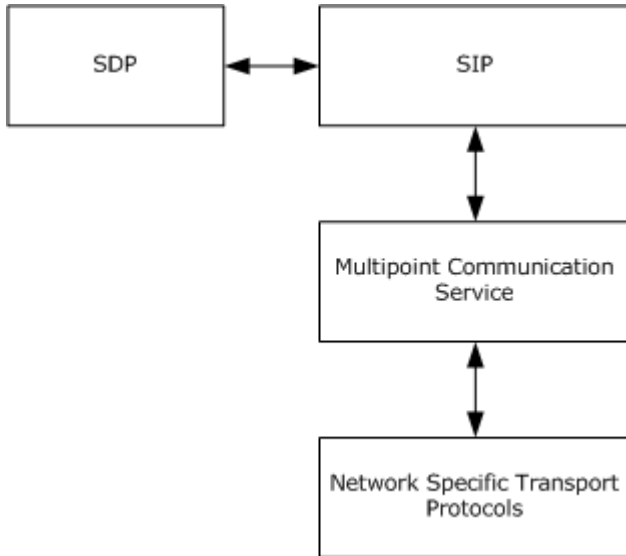 SDP
SIP
Multipoint Communication
Service
Network Specific Transport
Protocols